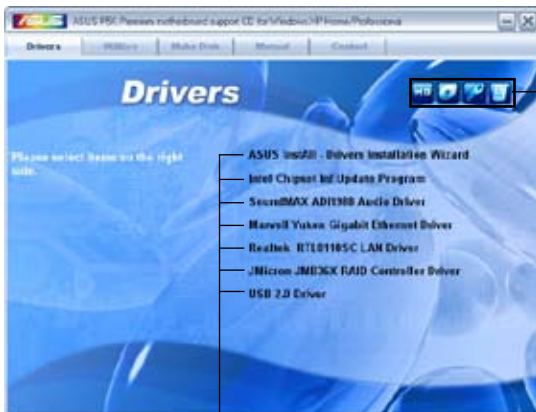 ASUS P5K Premium motherboard support CD for Windows XP Home/Professional
Drivers Utilities Make Disk Manual Contact
Drivers
Please select items on the right side.
ASUS InstAll - Drivers Installation Wizard
Intel Chipset Inf Update Program
SoundMAX ADI1988 Audio Driver
Marvell Yukon Gigabit Ethernet Driver
Realtek RTL8110SC LAN Driver
JMicron JMB36X RAID Controller Driver
USB 2.0 Driver